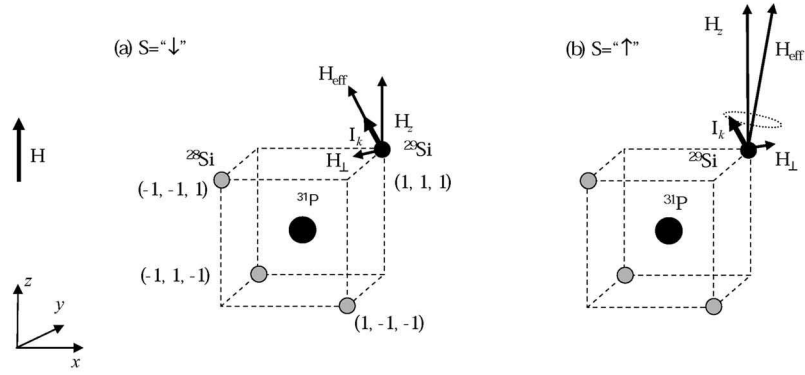 (a) S="↓"
(b) S="↑"
H_eff
H_z
I_k
²⁹Si
H_⊥
H_z
H_eff
I_k
²⁹Si
H_⊥
H
²⁸Si
(-1, -1, 1)
(1, 1, 1)
³¹P
³¹P
(-1, 1, -1)
(1, -1, -1)
z
y
x